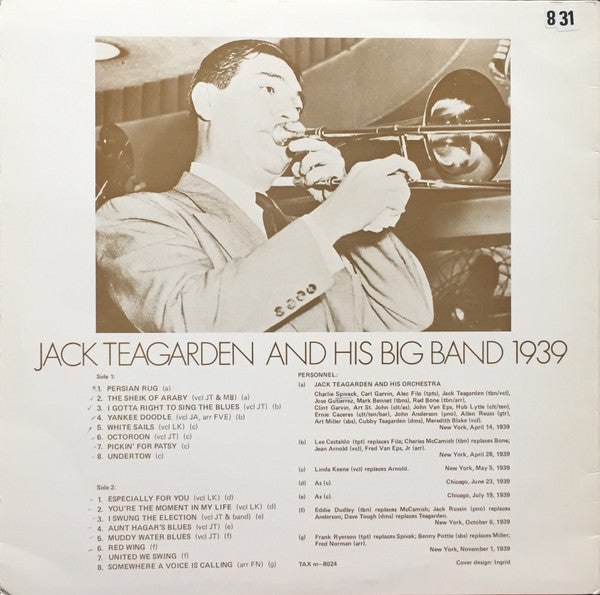 8 31
JACK TEAGARDEN AND HIS BIG BAND 1939
Side 1:
1. PERSIAN RUG (a)
2. THE SHEIK OF ARABY (vcl JT & MB) (a)
3. I GOTTA RIGHT TO SING THE BLUES (vcl JT) (b)
4. YANKEE DOODLE (vcl JA, arr FVE) (b)
5. WHITE SAILS (vcl LK) (c)
6. OCTOROON (vcl JT) (c)
7. PICKIN' FOR PATSY (c)
8. UNDERTOW (c)
Side 2:
1. ESPECIALLY FOR YOU (vcl LK) (d)
2. YOU'RE THE MOMENT IN MY LIFE (vcl LK) (d)
3. I SWUNG THE ELECTION (vcl JT & band) (e)
4. AUNT HAGAR'S BLUES (vcl JT) (e)
5. MUDDY WATER BLUES (vcl JT) (f)
6. RED WING (f)
7. UNITED WE SWING (f)
8. SOMEWHERE A VOICE IS CALLING (arr FN) (g)
PERSONNEL:
(a) JACK TEAGARDEN AND HIS ORCHESTRA
Charlie Spivack, Carl Garvin, Alec Fila (tpts), Jack Teagarden (tbn/vcl),
Jose Gutierrez, Mark Bennet (tbn), Red Bone (tbn/arr),
Clint Garvin, Art St. John (clt/as), John Van Eps, Hub Lytle (clt/ten),
Ernie Caceres (clt/ten/bar), John Anderson (pno), Allen Reuss (gtr),
Art Miller (sbs), Cubby Teagarden (dms), Meredith Blake (vcl).
New York, April 14, 1939
(b) Lee Castaldo (tpt) replaces Fila; Charles McCamish (tbn) replaces Bone;
Jean Arnold (vcl), Fred Van Eps, Jr (arr).
New York, April 28, 1939
(c) Linda Keene (vcl) replaces Arnold. New York, May 5, 1939
(d) As (c). Chicago, June 23, 1939
(e) As (c). Chicago, July 19, 1939
(f) Eddie Dudley (tbn) replaces McCamish; Jack Russin (pno) replaces
Anderson; Dave Tough (dms) replaces Teagarden.
New York, October 6, 1939
(g) Frank Ryerson (tpt) replaces Spivak; Benny Pottle (sbs) replaces Miller;
Fred Norman (arr).
New York, November 1, 1939
TAX m-8024 Cover design: Ingrid